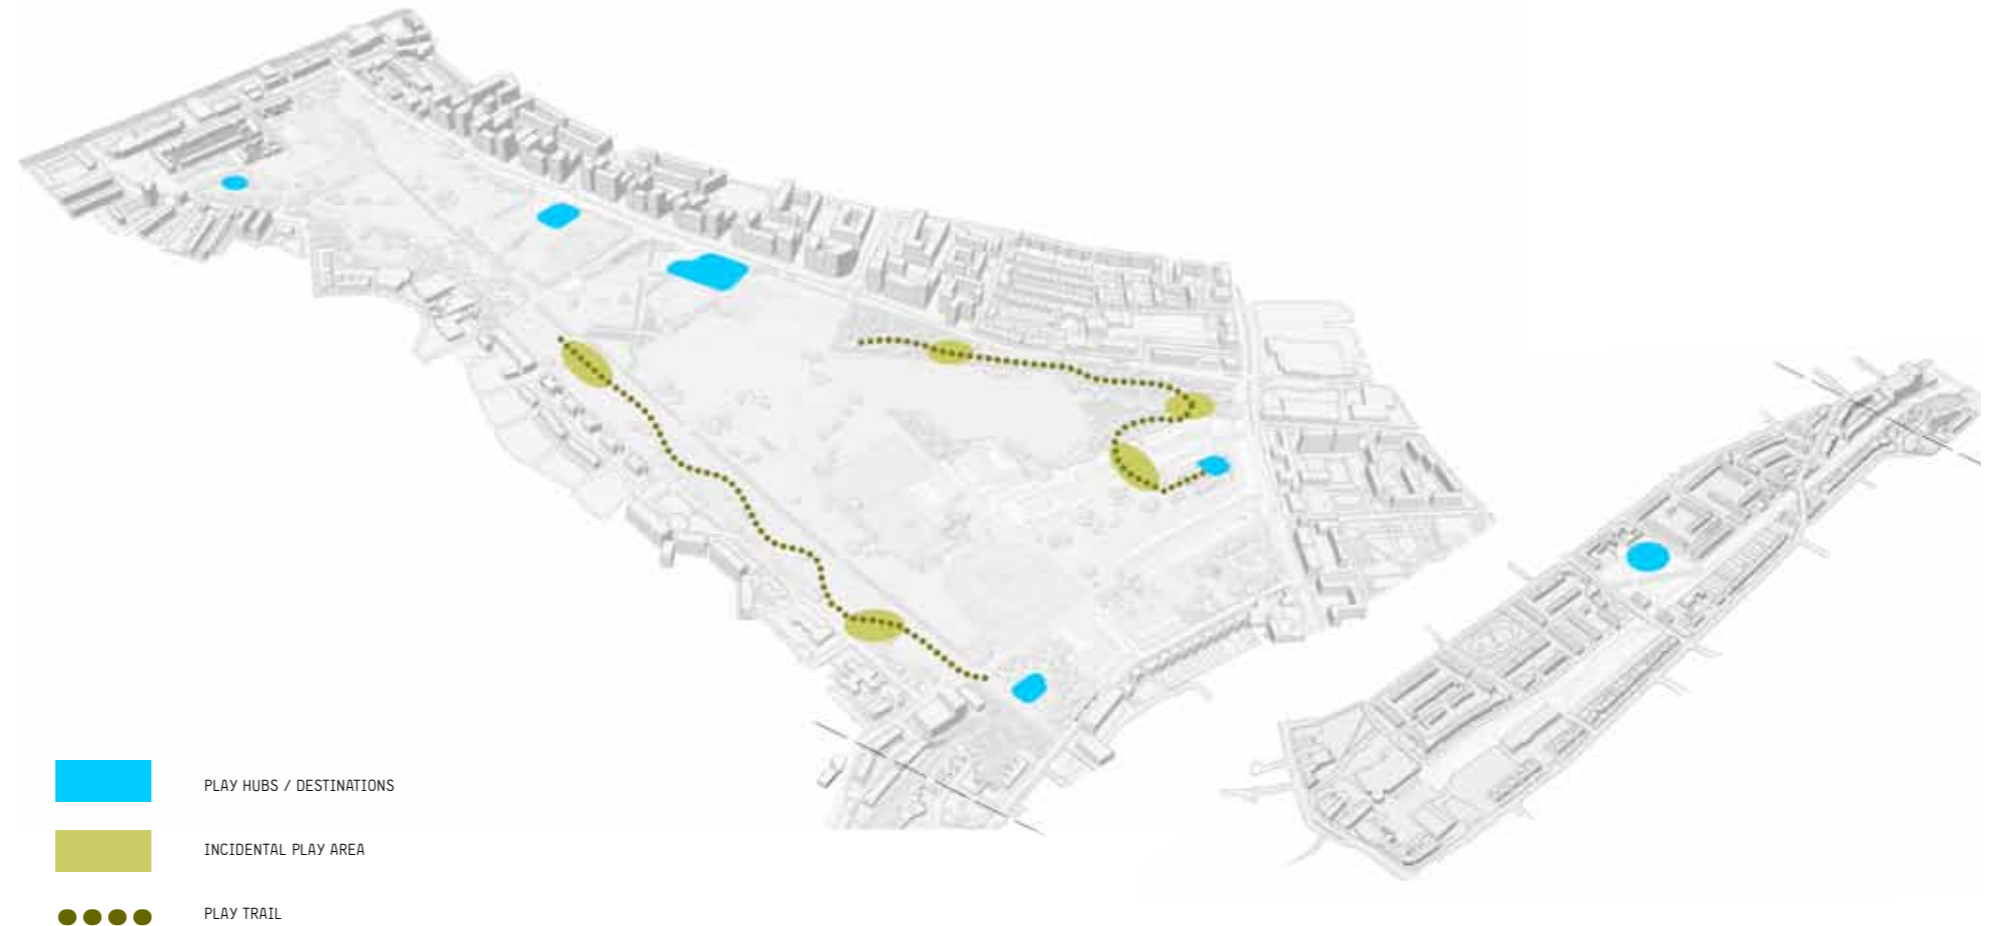 PLAY HUBS / DESTINATIONS
INCIDENTAL PLAY AREA
PLAY TRAIL